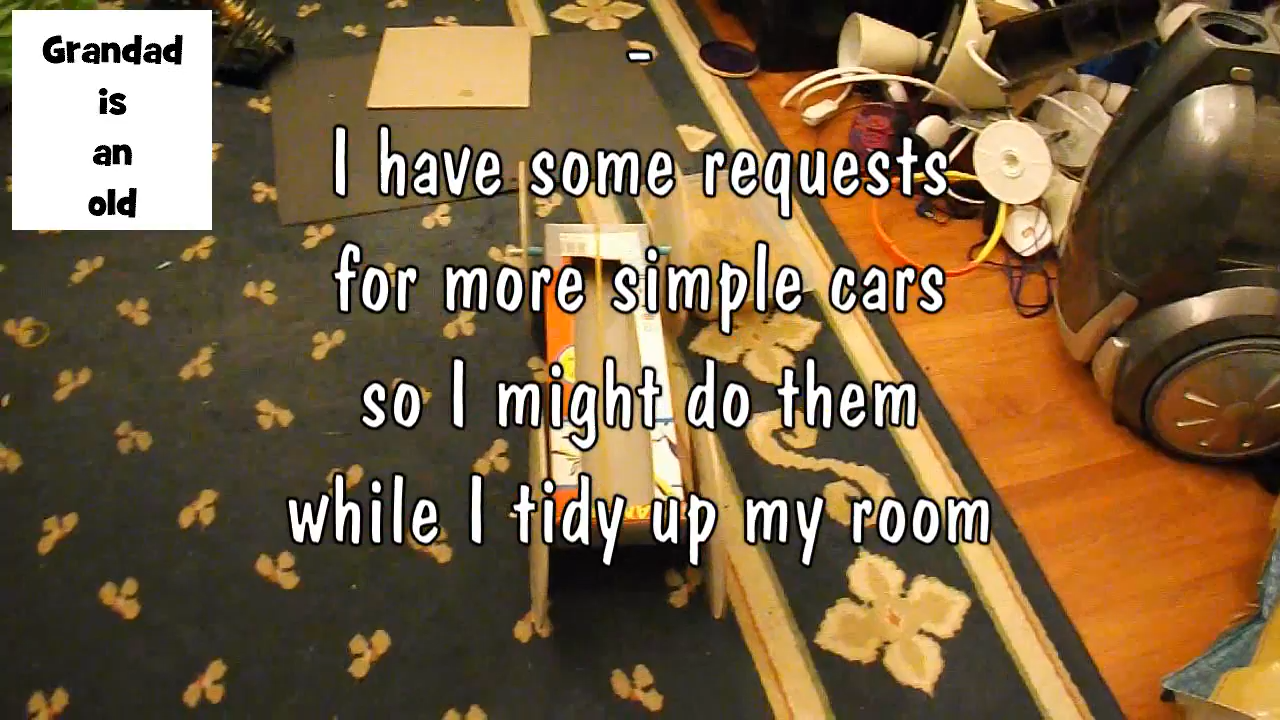 Grandad
is
an
old
-
I have some requests
for more simple cars
so I might do them
while I tidy up my room